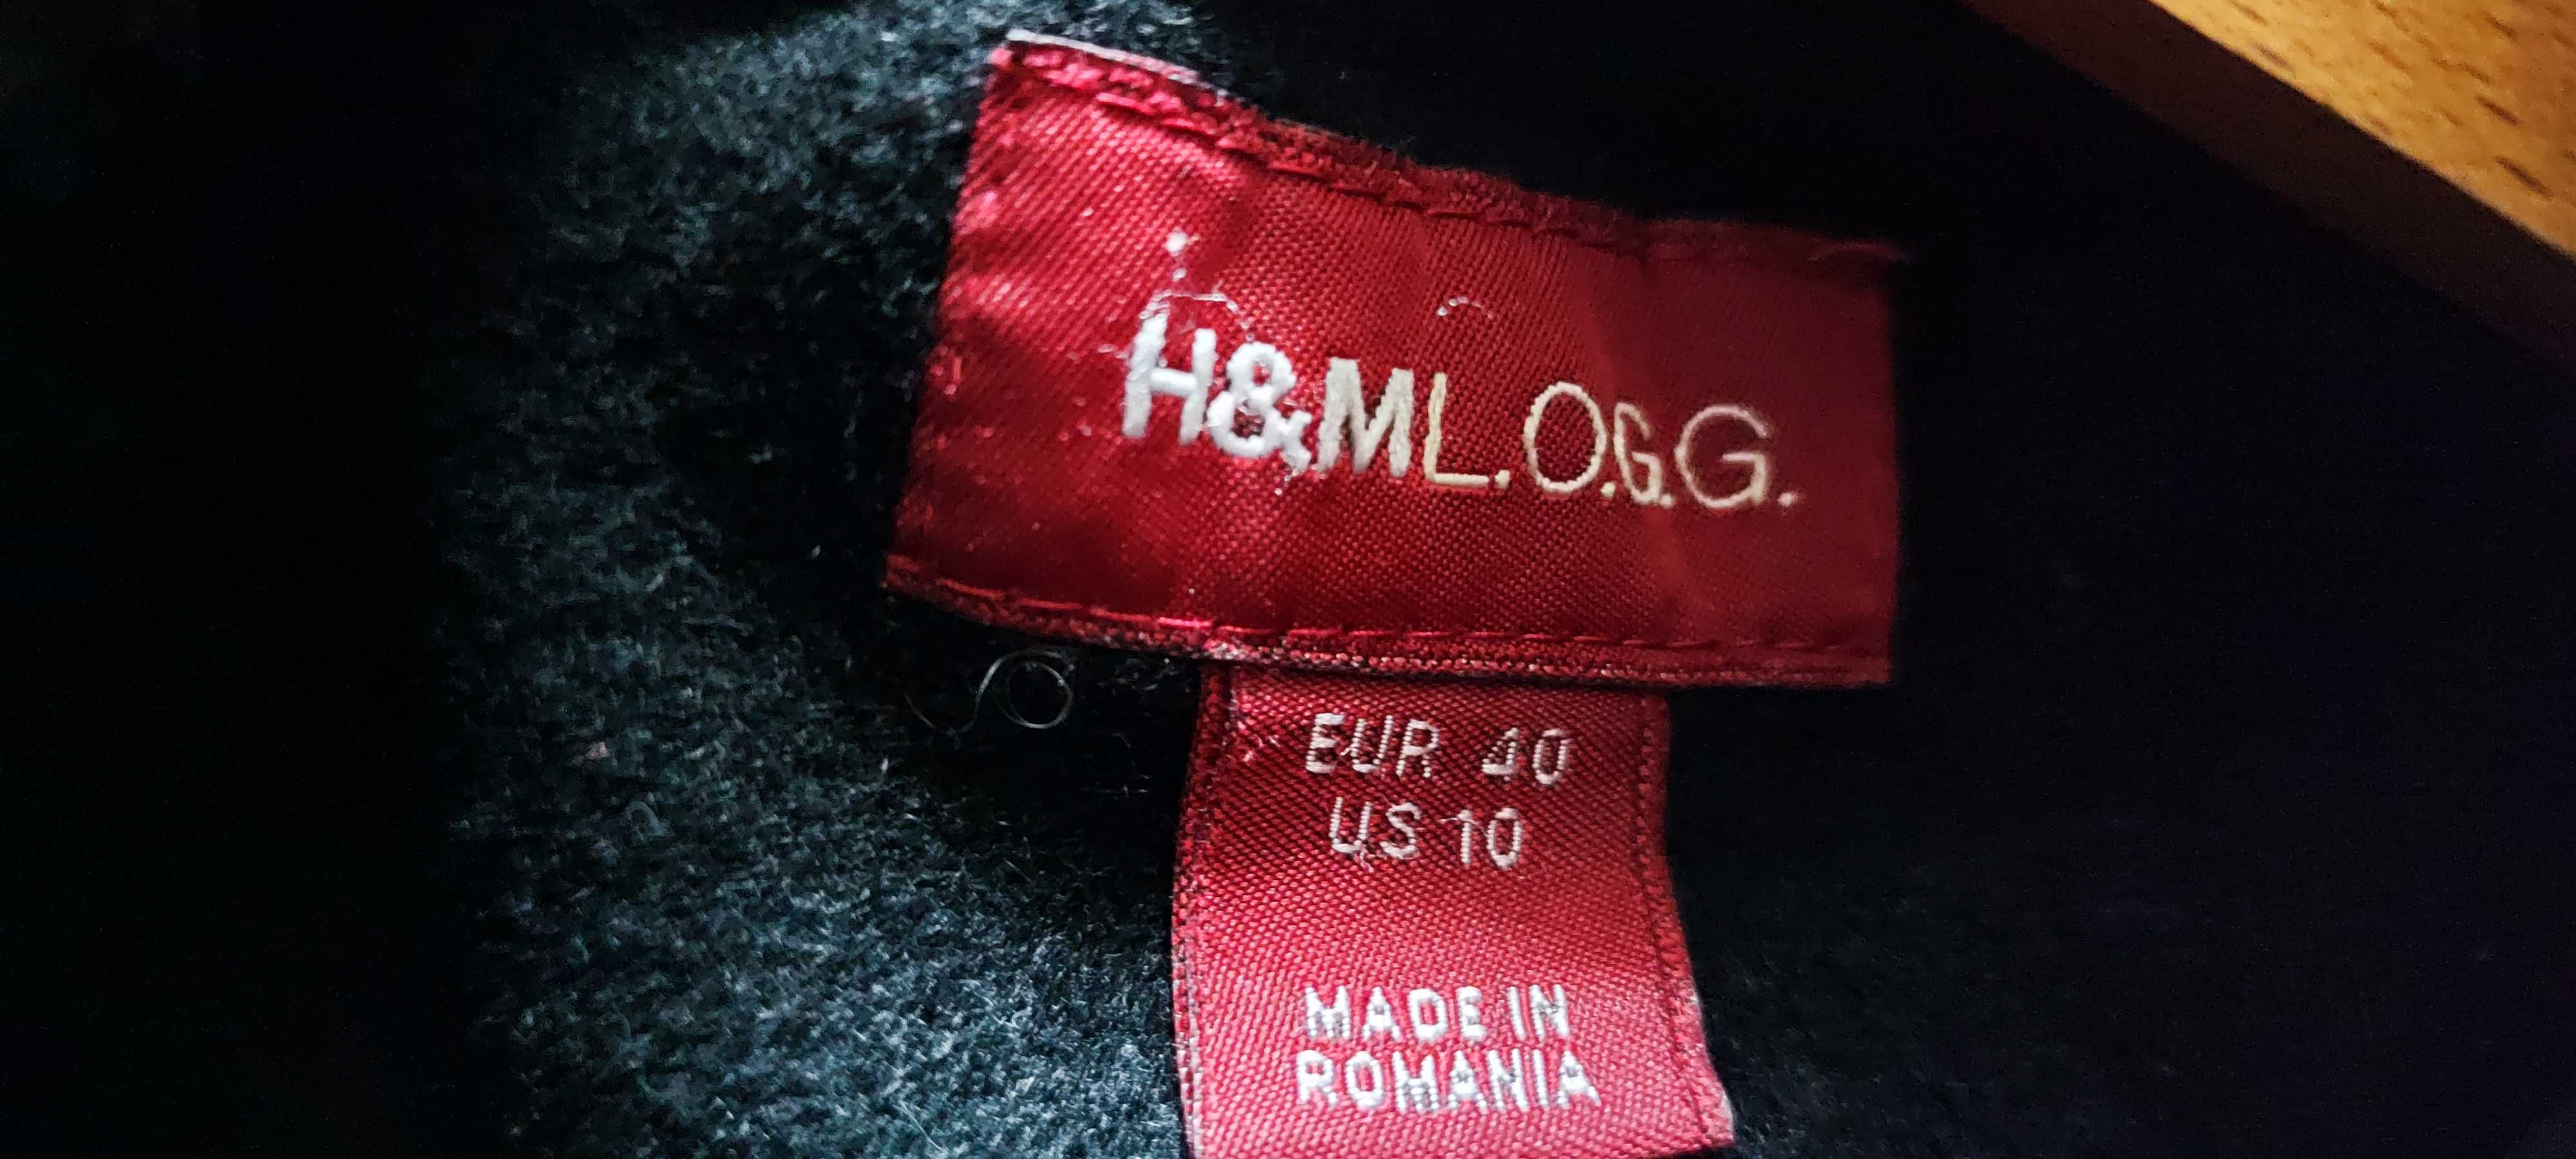 H&M L.O.G.G.
EUR 40
US 10
MADE IN
ROMANIA